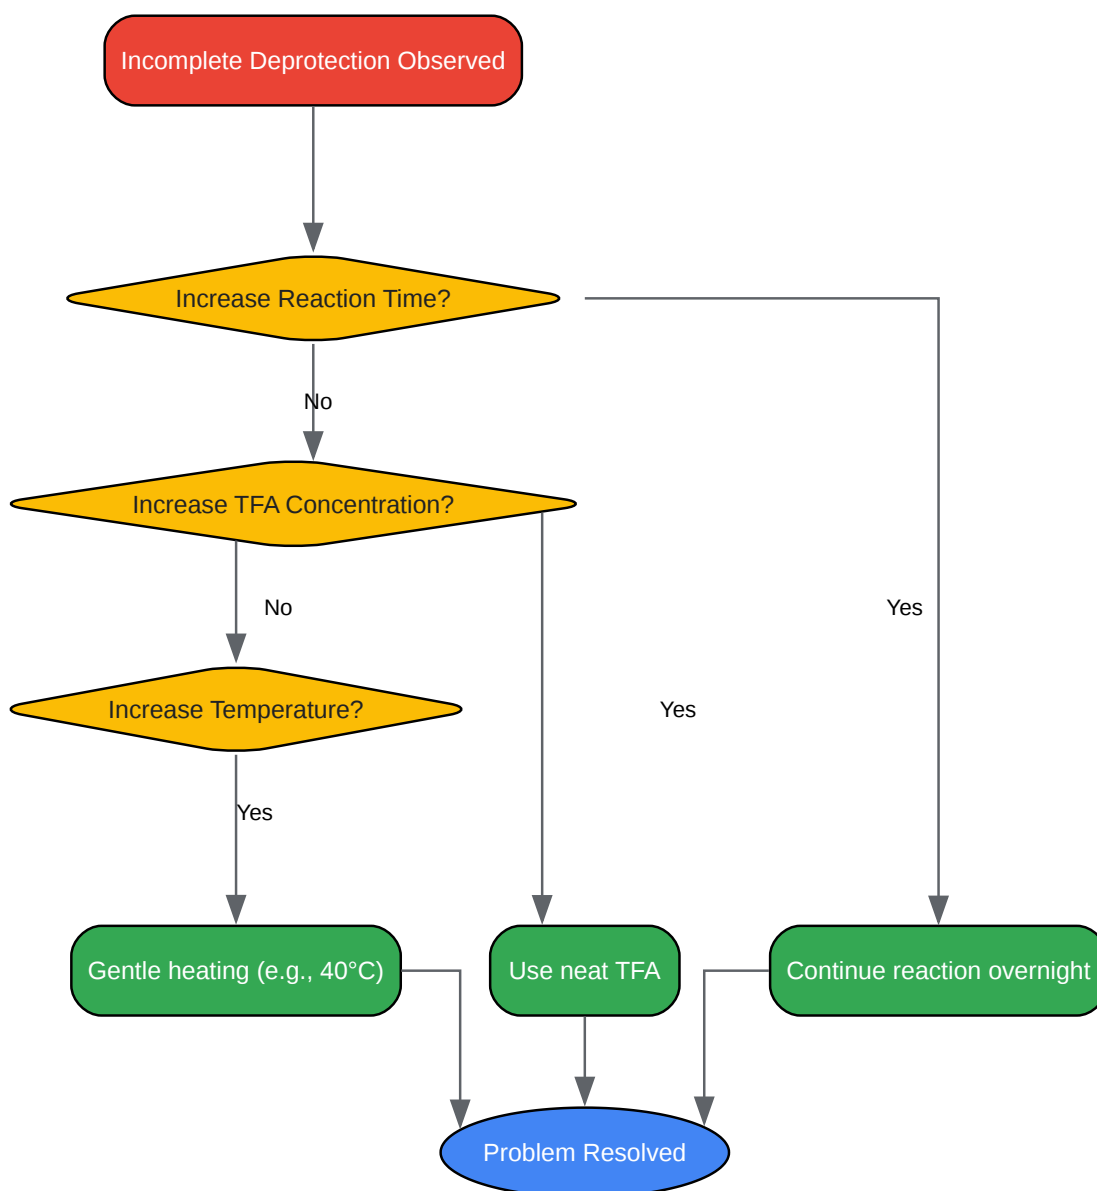 Incomplete Deprotection Observed
Increase Reaction Time?
No
Increase TFA Concentration?
No
Yes
Increase Temperature?
Yes
Yes
Gentle heating (e.g., 40°C)
Use neat TFA
Continue reaction overnight
Problem Resolved